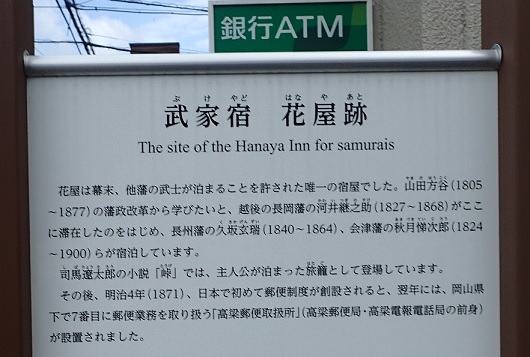 銀行ATM
ぶけやど はなやあと
武家宿 花屋跡
The site of the Hanaya Inn for samurais
花屋は幕末、他藩の武士が泊まることを許された唯一の宿屋でした。山田方谷(1805
~1877)の藩政改革から学びたいと、越後の長岡藩の河井継之助(1827~1868)がここ
に滞在したのをはじめ、長州藩の久坂玄瑞(1840~1864)、会津藩の秋月悌次郎(1824
~1900)らが宿泊しています。
司馬遼太郎の小説「峠」では、主人公が泊まった旅籠として登場しています。
その後、明治4年(1871)、日本で初めて郵便制度が創設されると、翌年には、岡山県
下で7番目に郵便業務を取り扱う「高梁郵便取扱所」(高梁郵便局・高梁電報電話局の前身)
が設置されました。